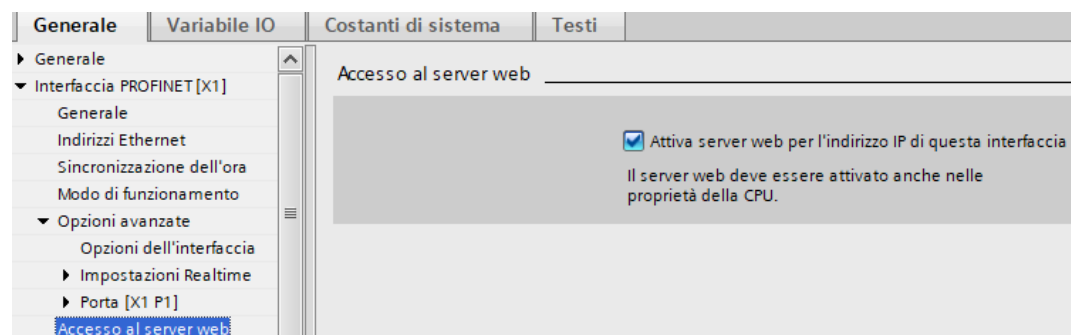 Generale Variabile IO Costanti di sistema Testi
Generale
Interfaccia PROFINET [X1]
Generale
Indirizzi Ethernet
Sincronizzazione dell'ora
Modo di funzionamento
Opzioni avanzate
Opzioni dell'interfaccia
Impostazioni Realtime
Porta [X1 P1]
Accesso al server web
Accesso al server web
Attiva server web per l'indirizzo IP di questa interfaccia
Il server web deve essere attivato anche nelle
proprietà della CPU.